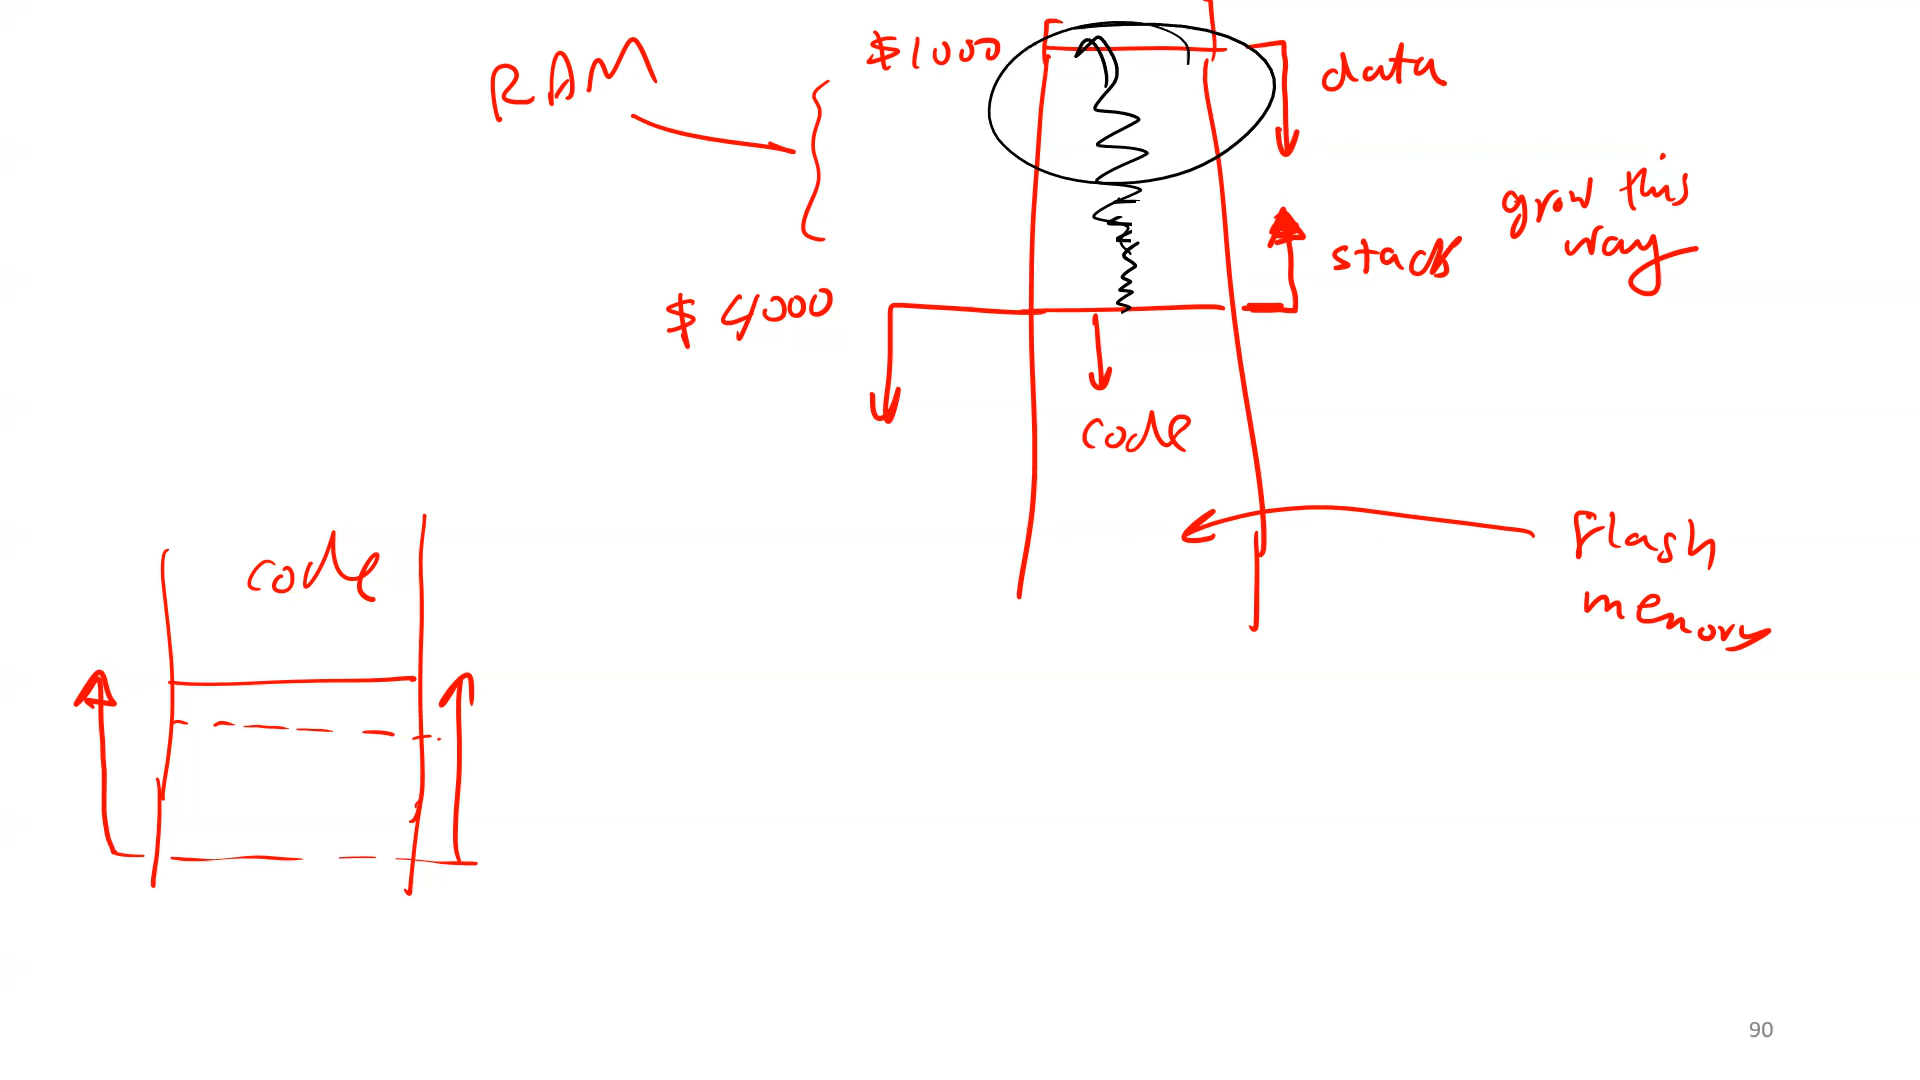 RAM
$1000
data
grow this
way
stack
$4000
code
Flash
memory
code
90